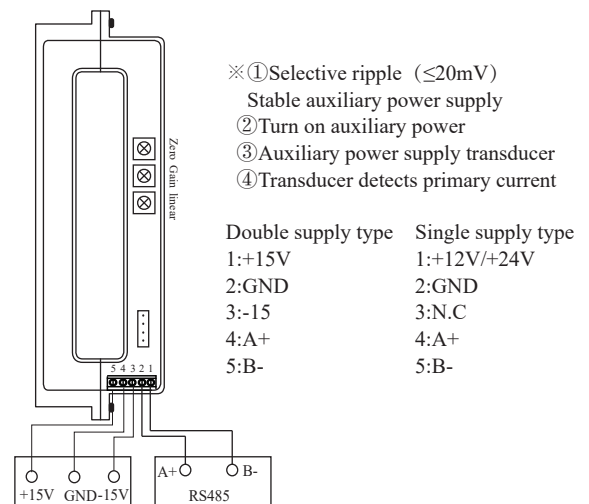 ※①Selective ripple（≤20mV）
Stable auxiliary power supply
②Turn on auxiliary power
③Auxiliary power supply transducer
④Transducer detects primary current
Zero Gain linear
Double supply type Single supply type
1:+15V 1:+12V/+24V
2:GND 2:GND
3:-15 3:N.C
4:A+ 4:A+
5:B- 5:B-
5 4 3 2 1
A+ B-
+15V GND -15V RS485